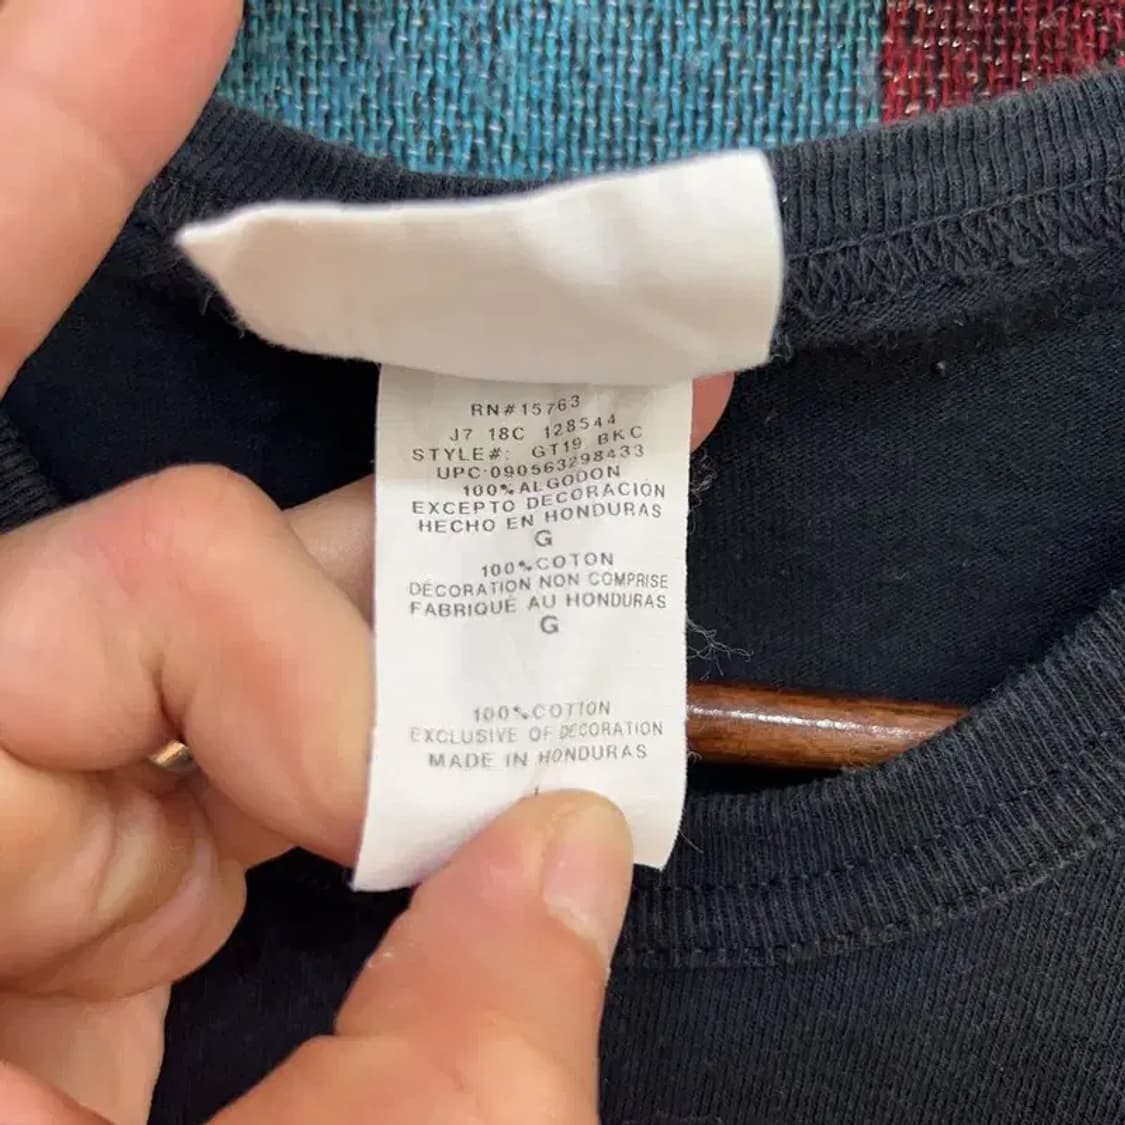 RN#15763
J7 18C 128544
STYLE#: GT19 BKC
UPC·090563298433
100%ALGODON
EXCEPTO DECORACIÓN
HECHO EN HONDURAS
G
100%COTON
DÉCORATION NON COMPRISE
FABRIQUÉ AU HONDURAS
G
100%COTTON
EXCLUSIVE OF DECORATION
MADE IN HONDURAS